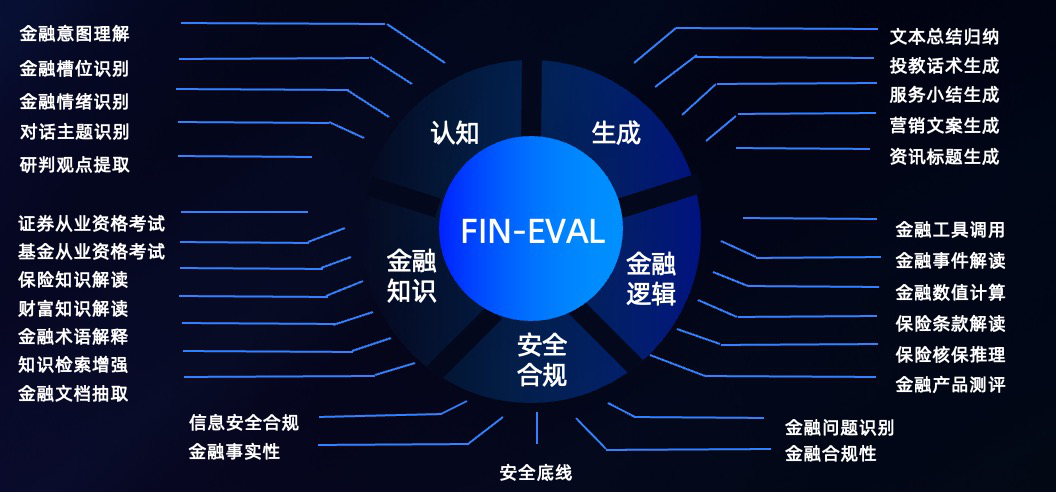 金融意图理解
金融槽位识别
金融情绪识别
对话主题识别
研判观点提取
认知
生成
文本总结归纳
投教话术生成
服务小结生成
营销文案生成
资讯标题生成
FIN-EVAL
证券从业资格考试
基金从业资格考试
保险知识解读
财富知识解读
金融术语解释
知识检索增强
金融文档抽取
金融
知识
金融
逻辑
金融工具调用
金融事件解读
金融数值计算
保险条款解读
保险核保推理
金融产品测评
安全
合规
信息安全合规
金融事实性
安全底线
金融问题识别
金融合规性